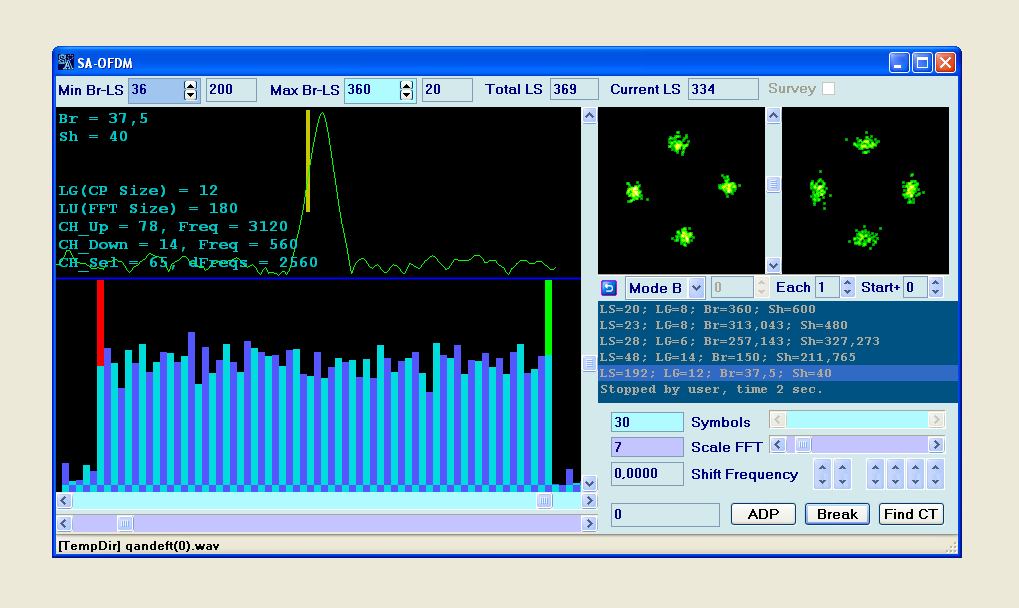 SA-OFDM
Min Br-LS 36 200 Max Br-LS 360 20 Total LS 369 Current LS 334 Survey
Br = 37,5
Sh = 40
LG(CP Size) = 12
LU(FFT Size) = 180
CH_Up = 78, Freq = 3120
CH_Down = 14, Freq = 560
CH_Sel = 65, dFreqs = 2560
Mode B 0 Each 1 Start+ 0
LS=20; LG=8; Br=360; Sh=600
LS=23; LG=8; Br=313,043; Sh=480
LS=28; LG=6; Br=257,143; Sh=327,273
LS=48; LG=14; Br=150; Sh=211,765
LS=192; LG=12; Br=37,5; Sh=40
Stopped by user, time 2 sec.
30 Symbols
7 Scale FFT
0,0000 Shift Frequency
0 ADP Break Find CT
[TempDir] qandeft(0).wav